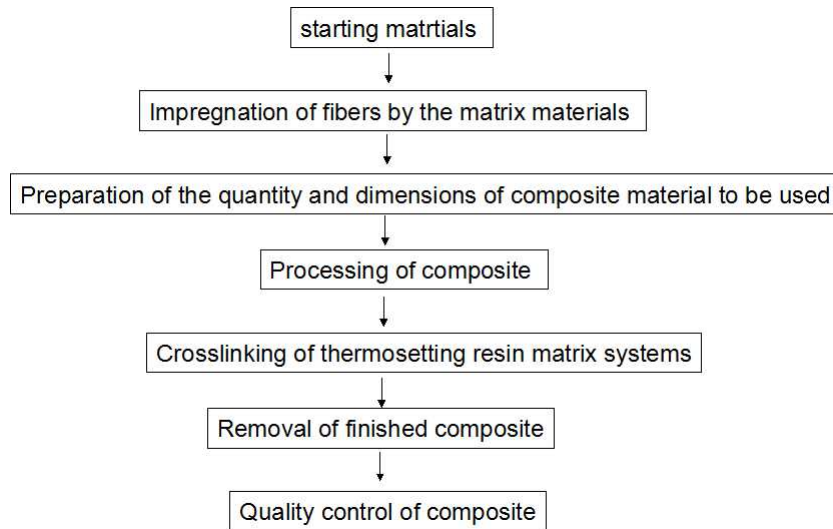 starting matrtials
Impregnation of fibers by the matrix materials
Preparation of the quantity and dimensions of composite material to be used
Processing of composite
Crosslinking of thermosetting resin matrix systems
Removal of finished composite
Quality control of composite